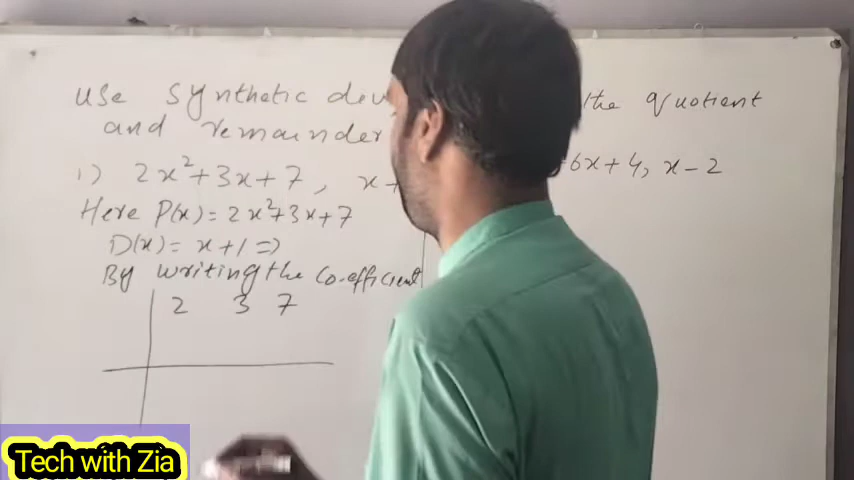 use synthetic dev the quotient
and remainder
1) 2x²+3x+7, x+ +6x+4, x-2
Here P(x)= 2x²+3x+7
D(x)= x+1 =>
By writing the co-efficient
2 3 7
Tech with Zia